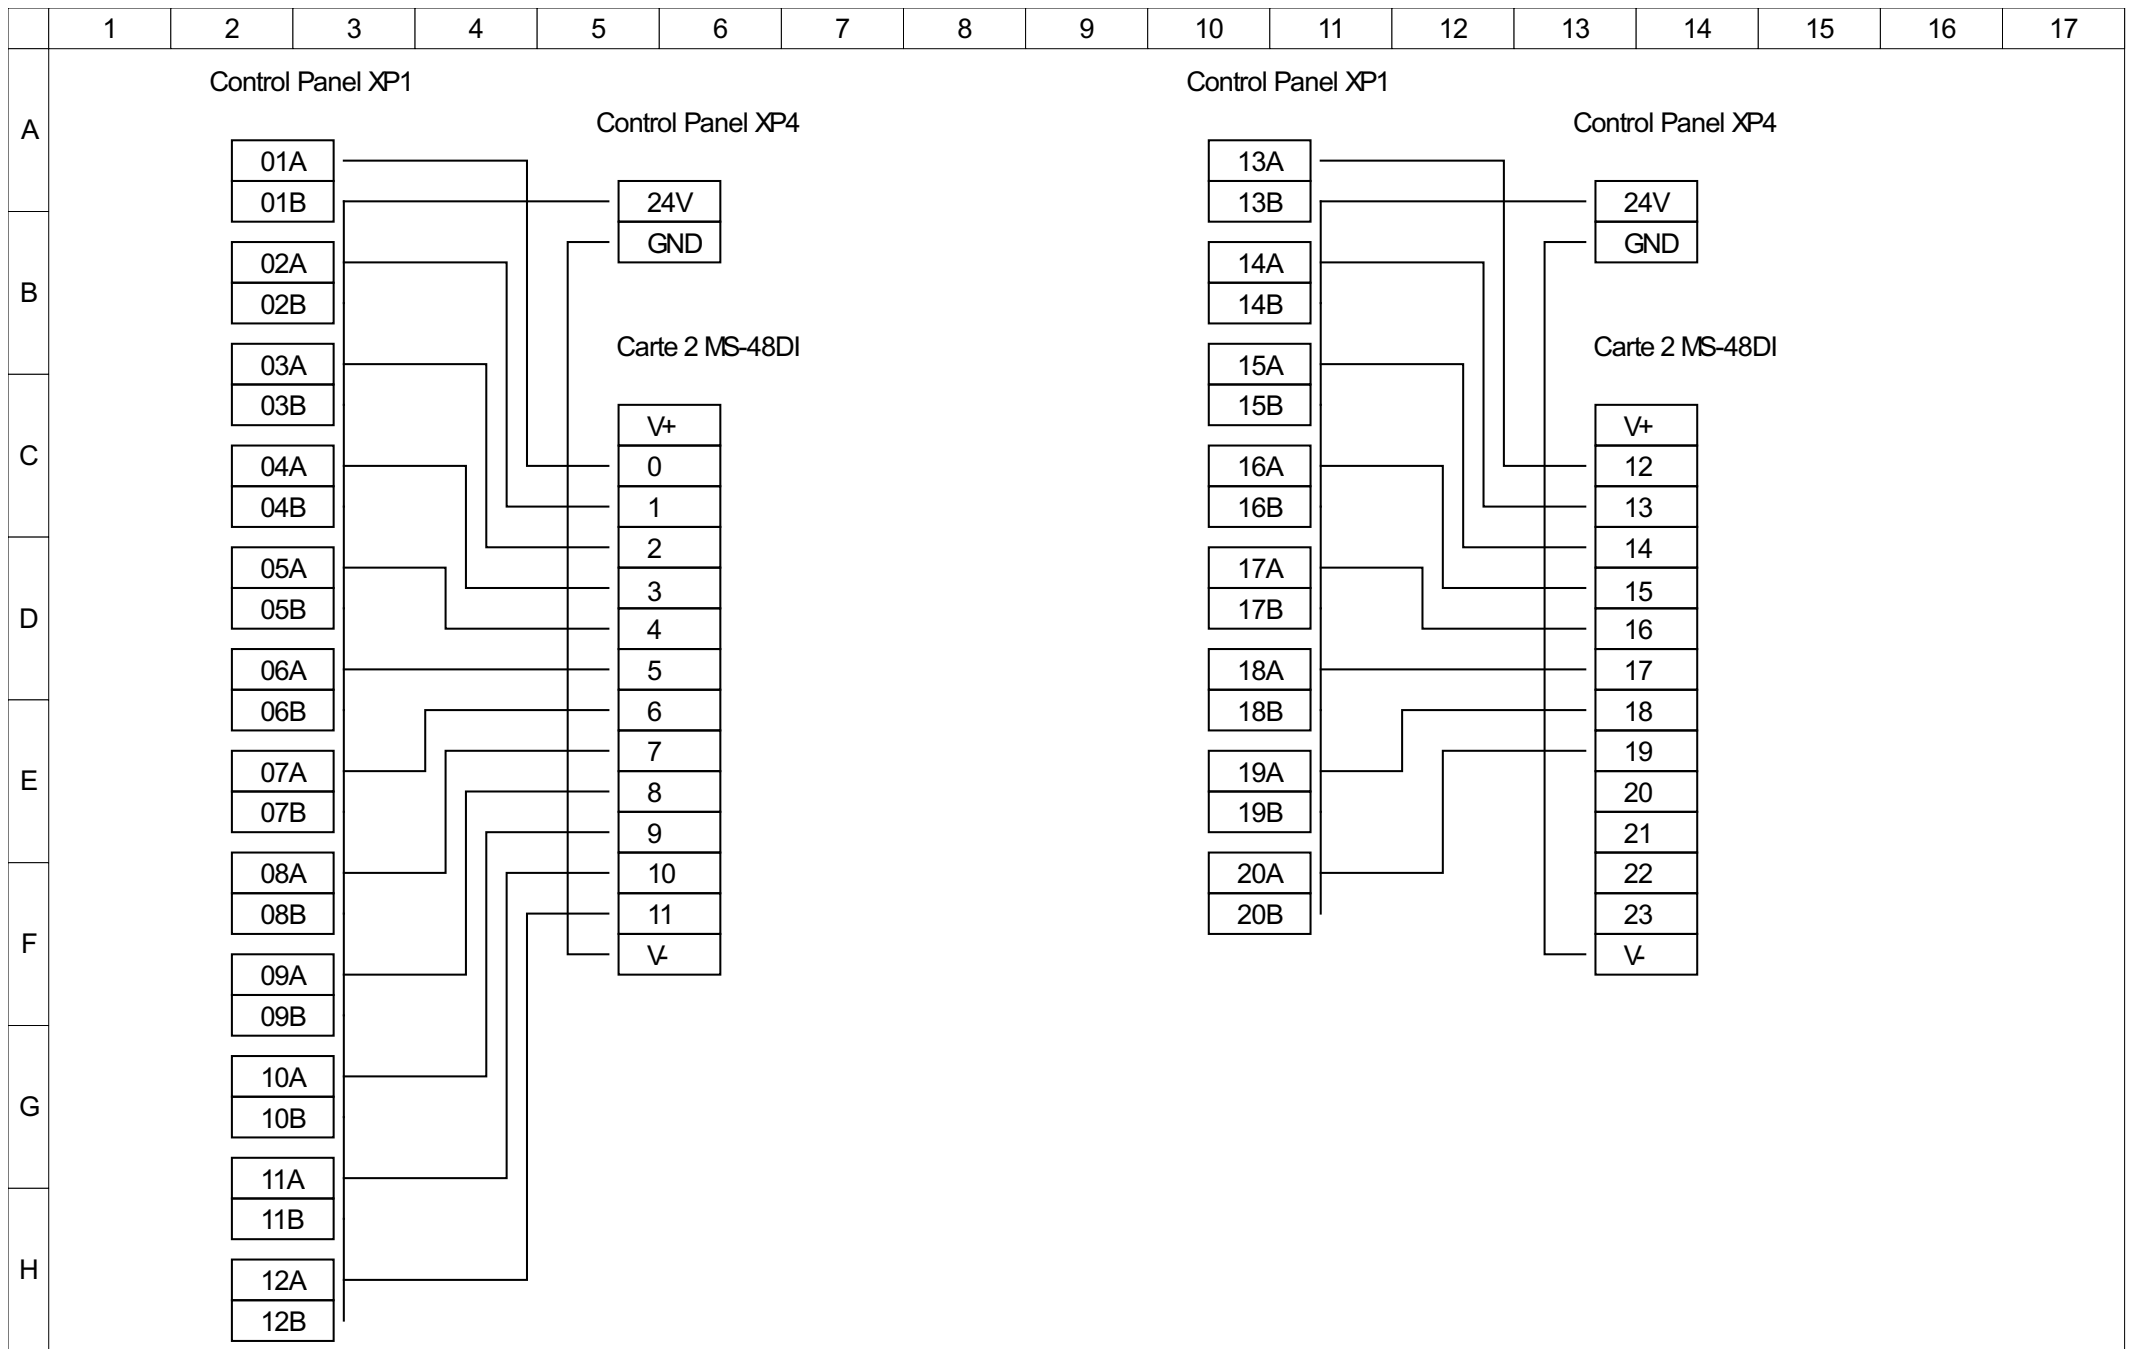 1 2 3 4 5 6 7 8 9 10 11 12 13 14 15 16 17
Control Panel XP1 Control Panel XP1
A Control Panel XP4 Control Panel XP4
01A 13A
01B 24V 13B 24V
GND GND
02A 14A
B
02B 14B
Carte 2 MS-48DI Carte 2 MS-48DI
03A 15A
03B 15B
V+ V+
C
04A 0 16A 12
04B 1 16B 13
2 14
05A 17A
3 15
05B 17B
D
4 16
06A 5 18A 17
06B 6 18B 18
7 19
07A 19A
E
8 20
07B 19B
9 21
08A 10 20A 22
08B 11 20B 23
F
V- V-
09A
09B
10A
G
10B
11A
11B
H
12A
12B